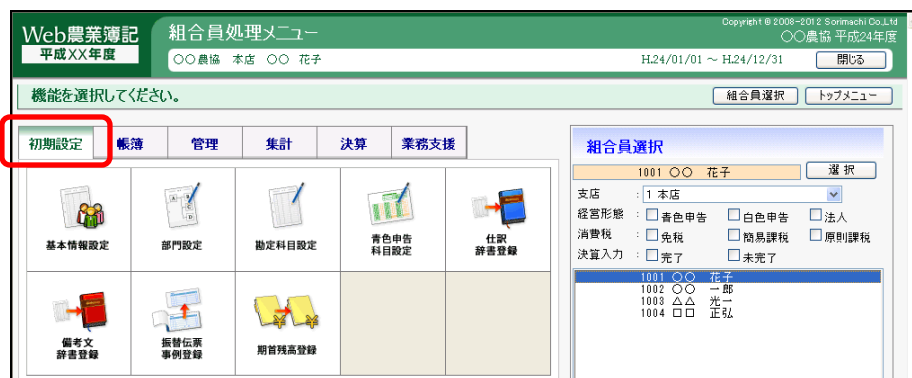 Web農業簿記
平成XX年度
組合員処理メニュー
Copyright © 2008-2012 Sorimachi Co.,Ltd
〇〇農協 平成24年度
〇〇農協 本店 〇〇 花子
H.24/01/01 ～ H.24/12/31
閉じる
機能を選択してください。
組合員選択
トップメニュー
初期設定
帳簿
管理
集計
決算
業務支援
基本情報設定
部門設定
勘定科目設定
青色申告
科目設定
仕訳
辞書登録
備考文
辞書登録
振替伝票
事例登録
期首残高登録
組合員選択
1001 〇〇 花子
選 択
支店 : 1 本店
経営形態 : 青色申告 白色申告 法人
消費税 : 免税 簡易課税 原則課税
決算入力 : 完了 未完了
1001 〇〇 花子
1002 〇〇 一郎
1003 △△ 光一
1004 □□ 正弘